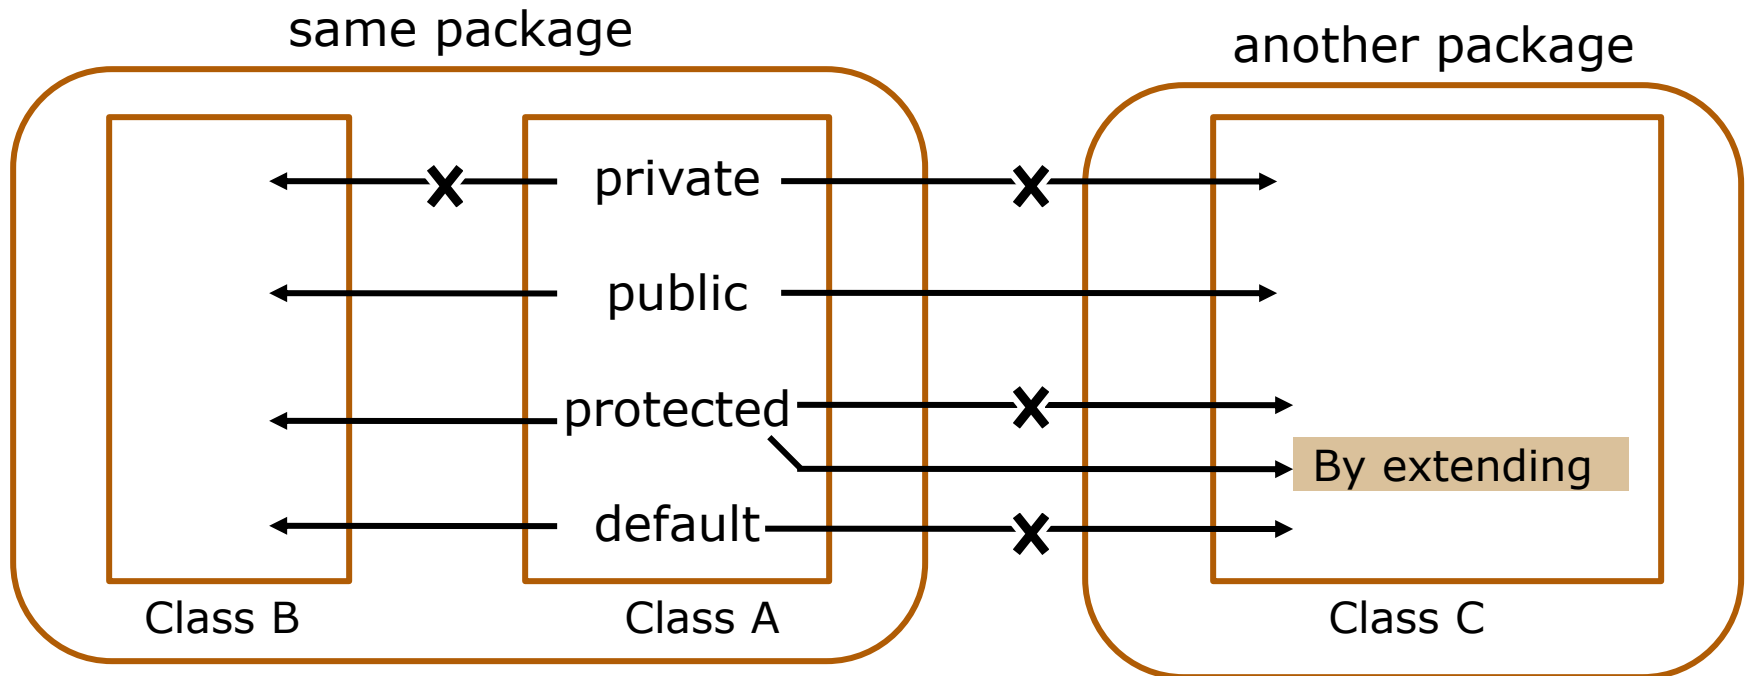 same package
another package
private
public
protected
By extending
default
Class B
Class A
Class C